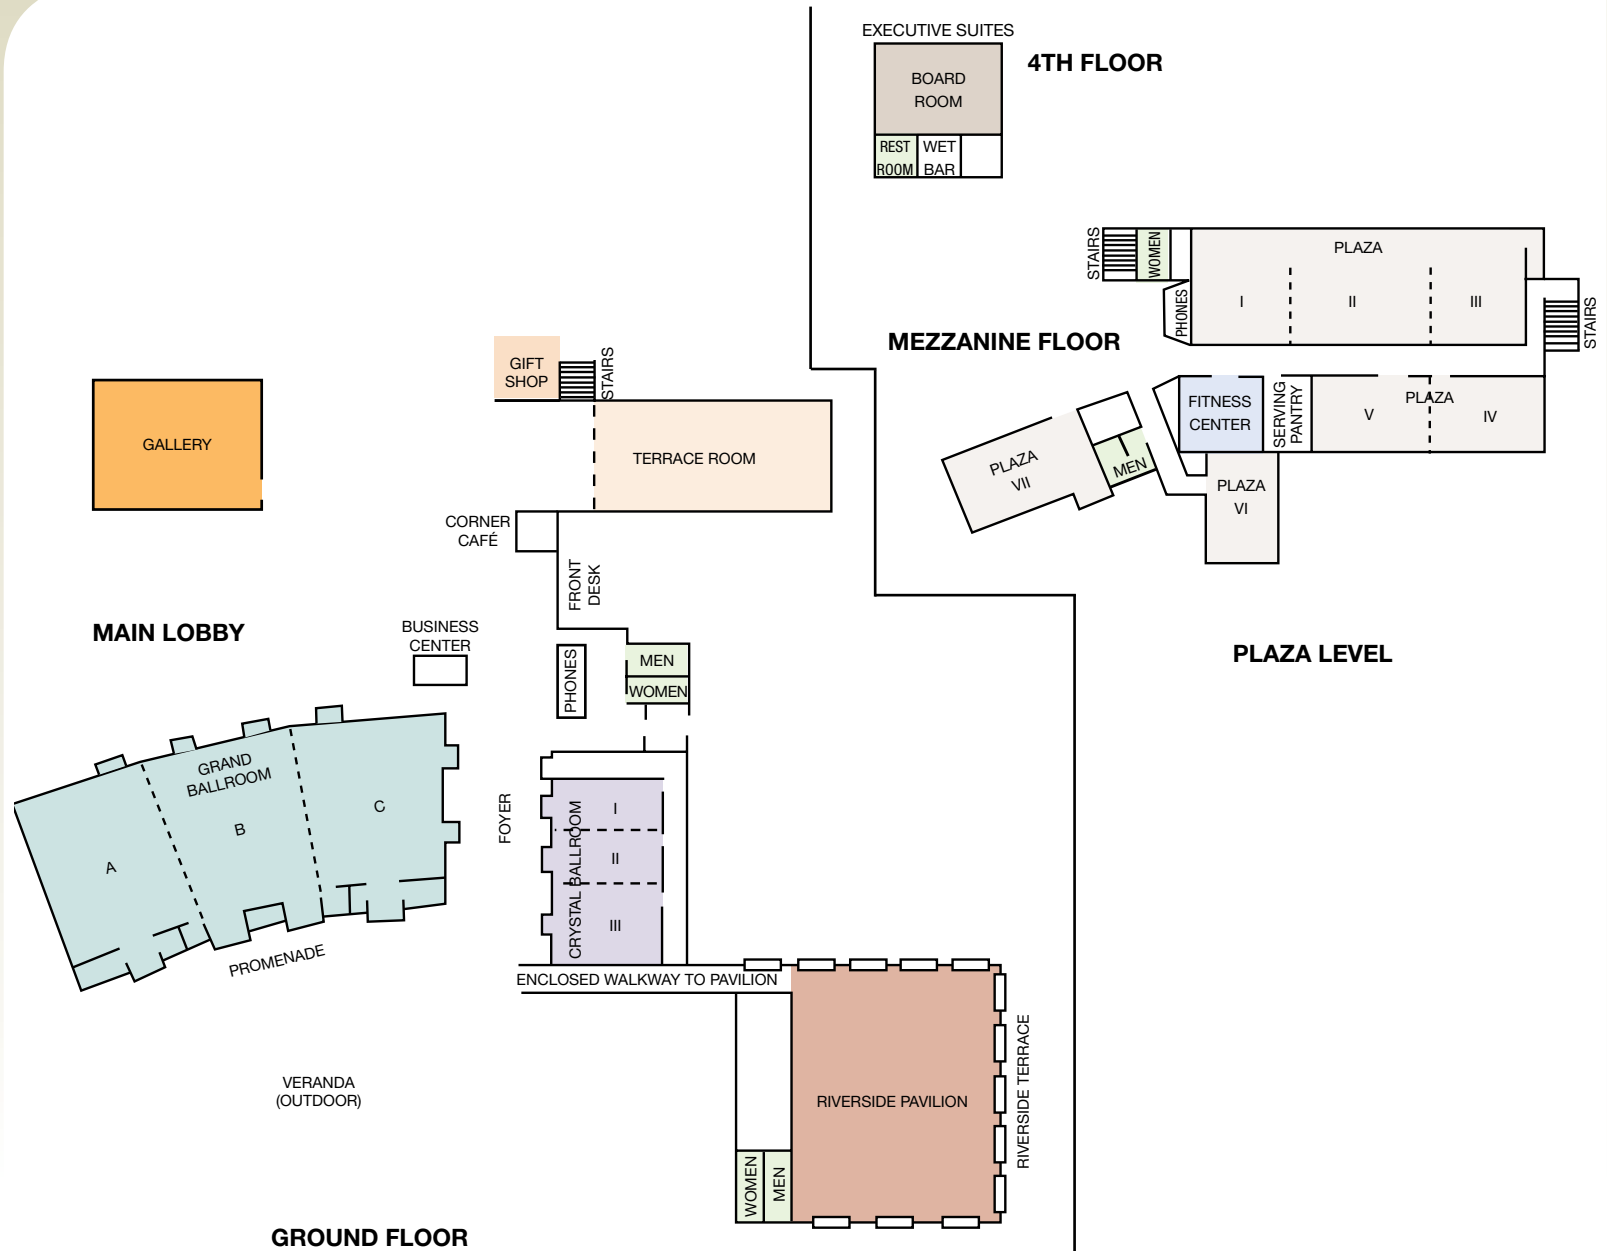 EXECUTIVE SUITES
4TH FLOOR
BOARD
ROOM
REST
ROOM
WET
BAR
STAIRS
WOMEN
PHONES
PLAZA
I
II
III
STAIRS
MEZZANINE FLOOR
FITNESS
CENTER
SERVING
PANTRY
PLAZA
V
IV
PLAZA
VII
MEN
PLAZA
VI
PLAZA LEVEL
GIFT
SHOP
STAIRS
GALLERY
TERRACE ROOM
CORNER
CAFÉ
FRONT
DESK
MAIN LOBBY
BUSINESS
CENTER
PHONES
MEN
WOMEN
GRAND
BALLROOM
A
B
C
PROMENADE
FOYER
CRYSTAL BALLROOM
I
II
III
ENCLOSED WALKWAY TO PAVILION
VERANDA
(OUTDOOR)
RIVERSIDE PAVILION
RIVERSIDE TERRACE
WOMEN
MEN
GROUND FLOOR